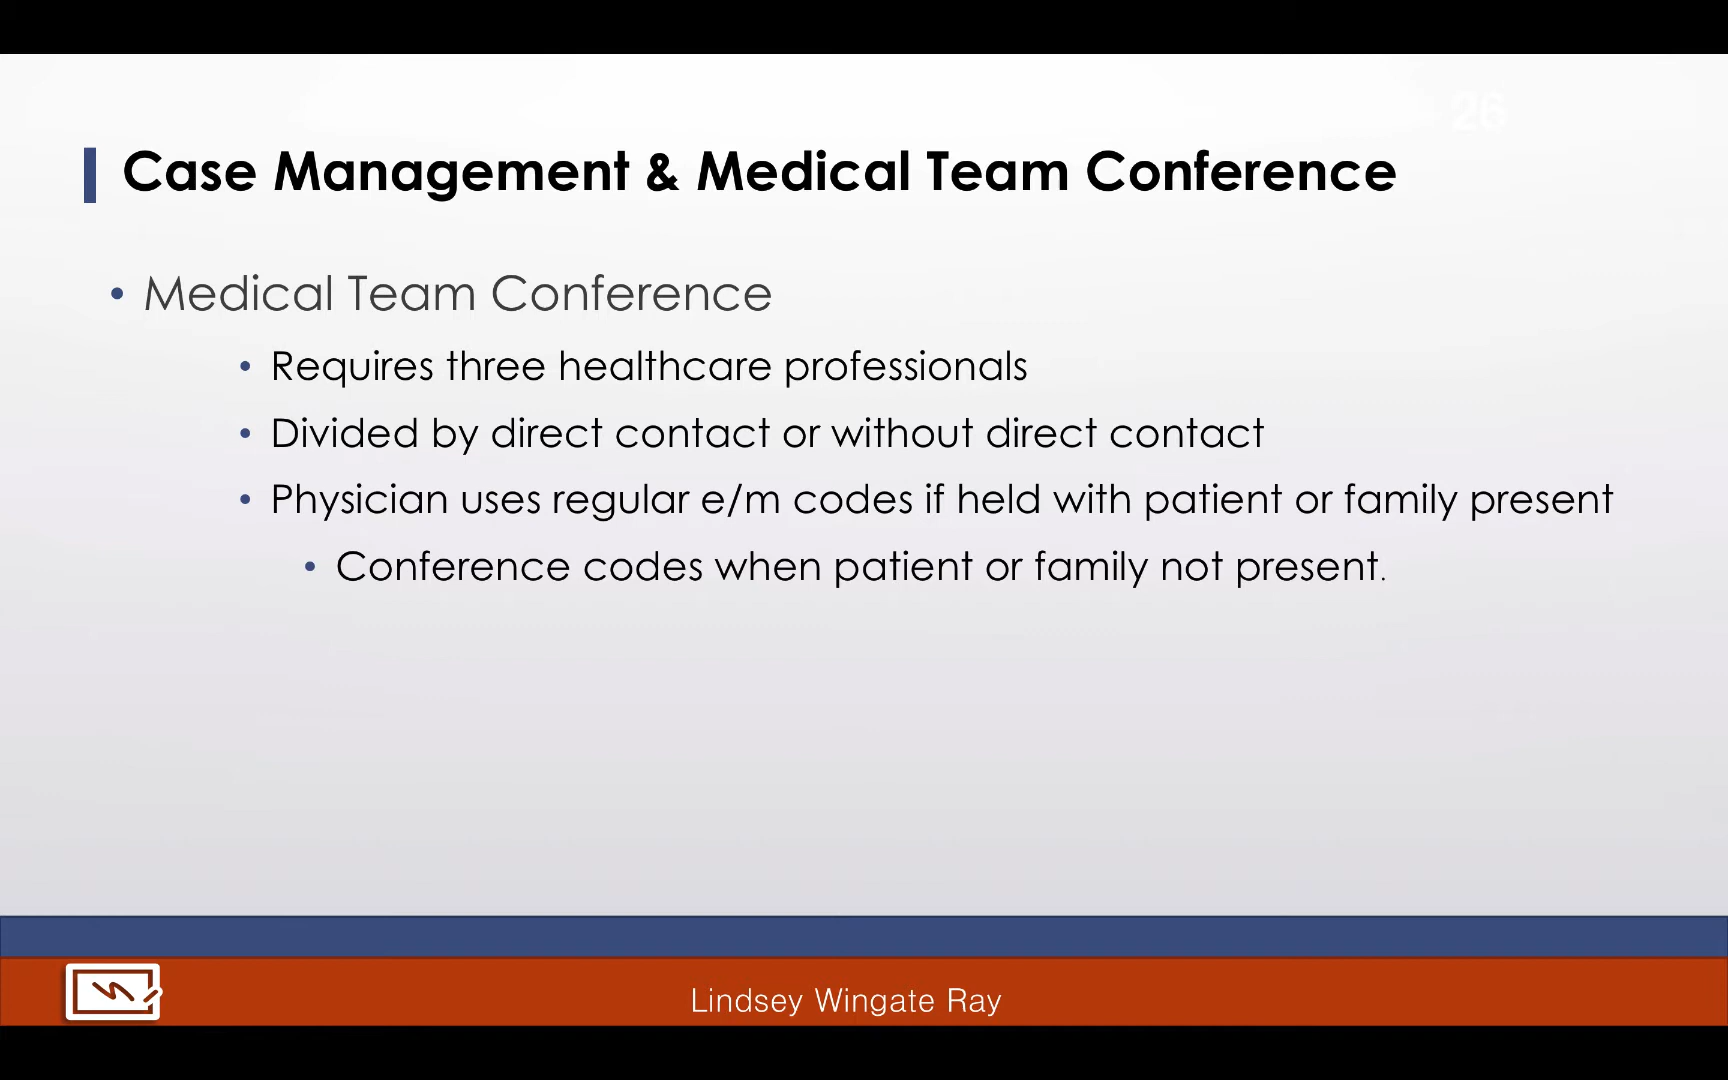 26
Case Management & Medical Team Conference
• Medical Team Conference
• Requires three healthcare professionals
• Divided by direct contact or without direct contact
• Physician uses regular e/m codes if held with patient or family present
• Conference codes when patient or family not present.
Lindsey Wingate Ray